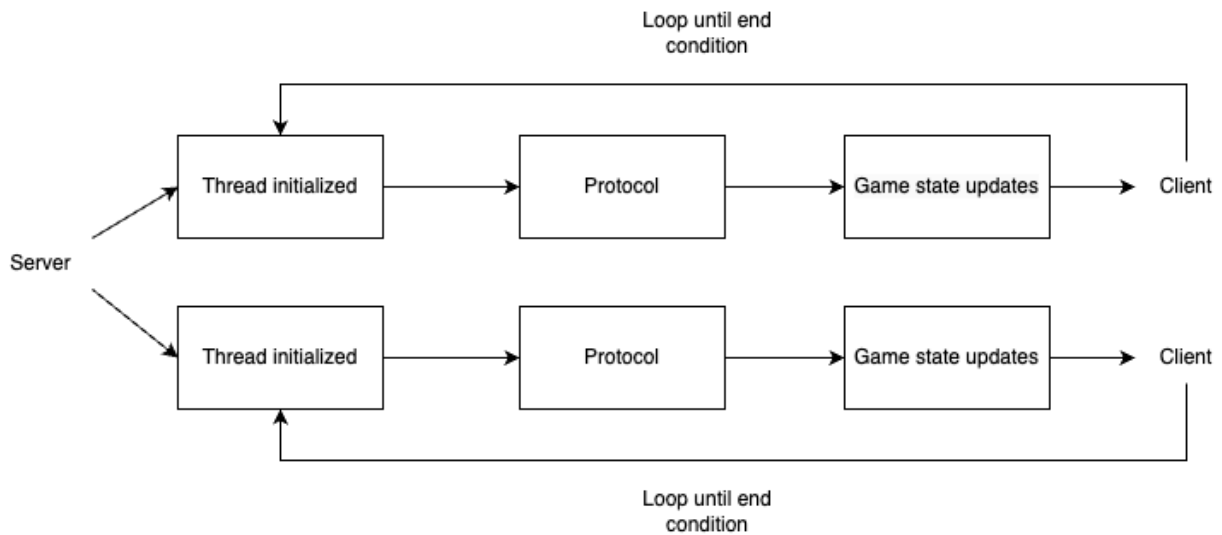 Loop until end
condition
Thread initialized
Protocol
Game state updates
Client
Server
Thread initialized
Protocol
Game state updates
Client
Loop until end
condition